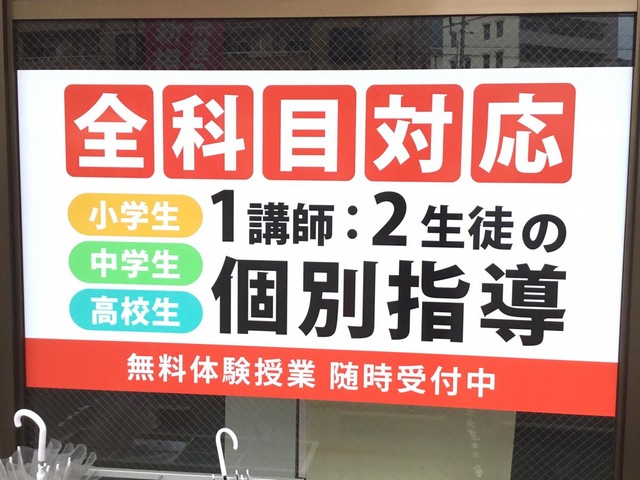 全科目対応
小学生
中学生
高校生
1講師：2生徒の
個別指導
無料体験授業 随時受付中